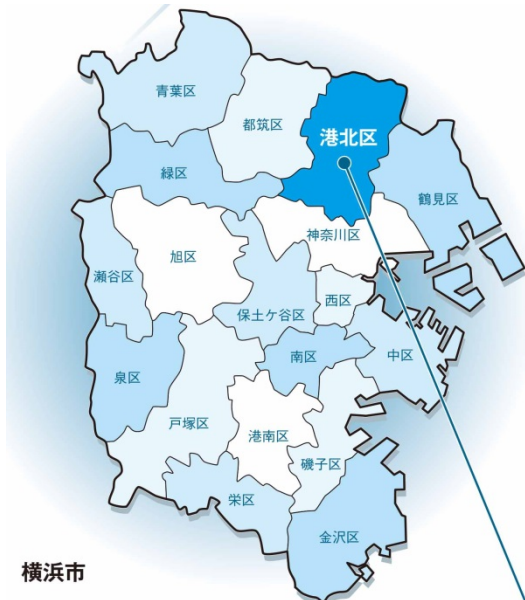 青葉区
都筑区
港北区
緑区
鶴見区
神奈川区
旭区
瀬谷区
西区
保土ケ谷区
南区
中区
泉区
戸塚区
港南区
磯子区
栄区
金沢区
横浜市